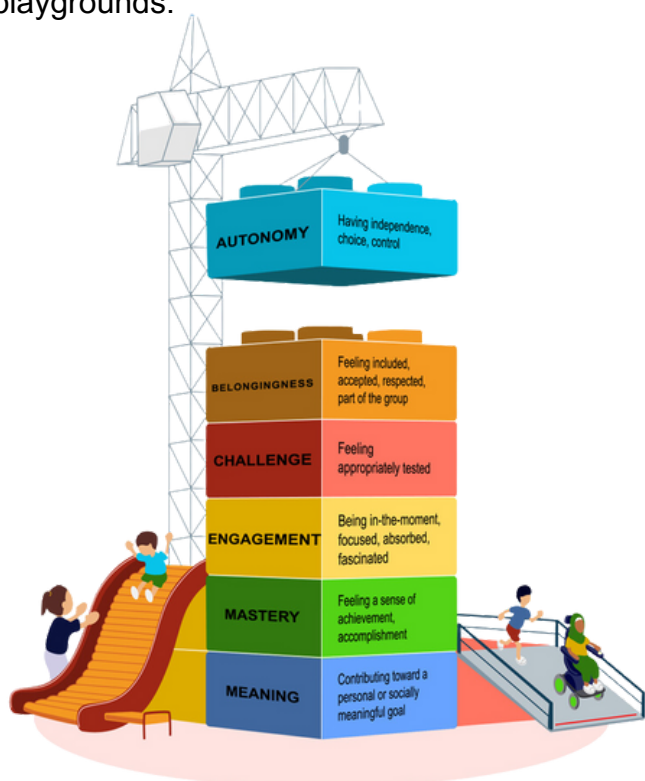 playgrounds.
AUTONOMY
Having independence,
choice, control
BELONGINGNESS
Feeling included,
accepted, respected,
part of the group
CHALLENGE
Feeling
appropriately tested
ENGAGEMENT
Being in-the-moment,
focused, absorbed,
fascinated
MASTERY
Feeling a sense of
achievement,
accomplishment
MEANING
Contributing toward a
personal or socially
meaningful goal